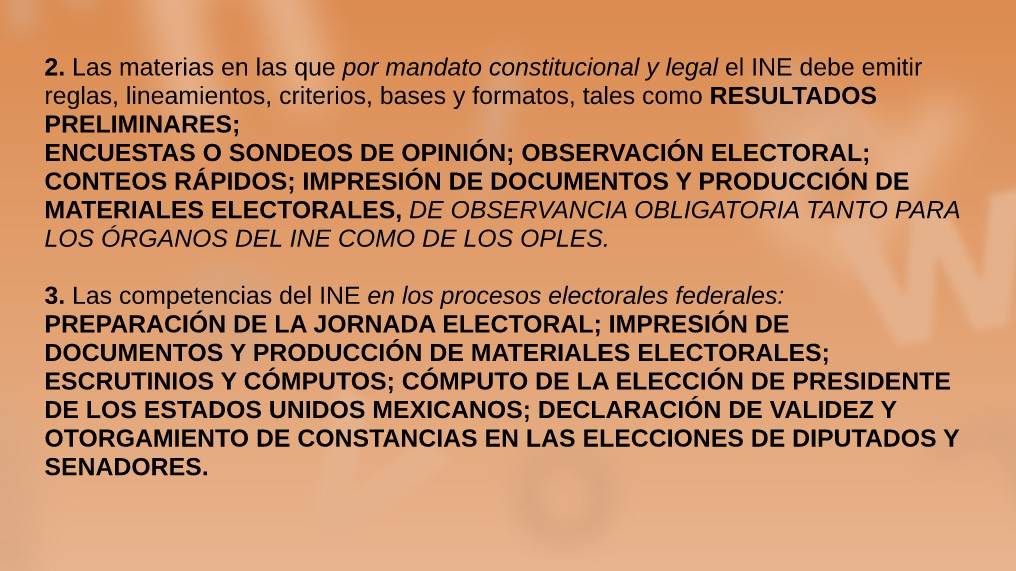 2. Las materias en las que por mandato constitucional y legal el INE debe emitir
reglas, lineamientos, criterios, bases y formatos, tales como RESULTADOS
PRELIMINARES;
ENCUESTAS O SONDEOS DE OPINIÓN; OBSERVACIÓN ELECTORAL;
CONTEOS RÁPIDOS; IMPRESIÓN DE DOCUMENTOS Y PRODUCCIÓN DE
MATERIALES ELECTORALES, DE OBSERVANCIA OBLIGATORIA TANTO PARA
LOS ÓRGANOS DEL INE COMO DE LOS OPLES.
3. Las competencias del INE en los procesos electorales federales:
PREPARACIÓN DE LA JORNADA ELECTORAL; IMPRESIÓN DE
DOCUMENTOS Y PRODUCCIÓN DE MATERIALES ELECTORALES;
ESCRUTINIOS Y CÓMPUTOS; CÓMPUTO DE LA ELECCIÓN DE PRESIDENTE
DE LOS ESTADOS UNIDOS MEXICANOS; DECLARACIÓN DE VALIDEZ Y
OTORGAMIENTO DE CONSTANCIAS EN LAS ELECCIONES DE DIPUTADOS Y
SENADORES.